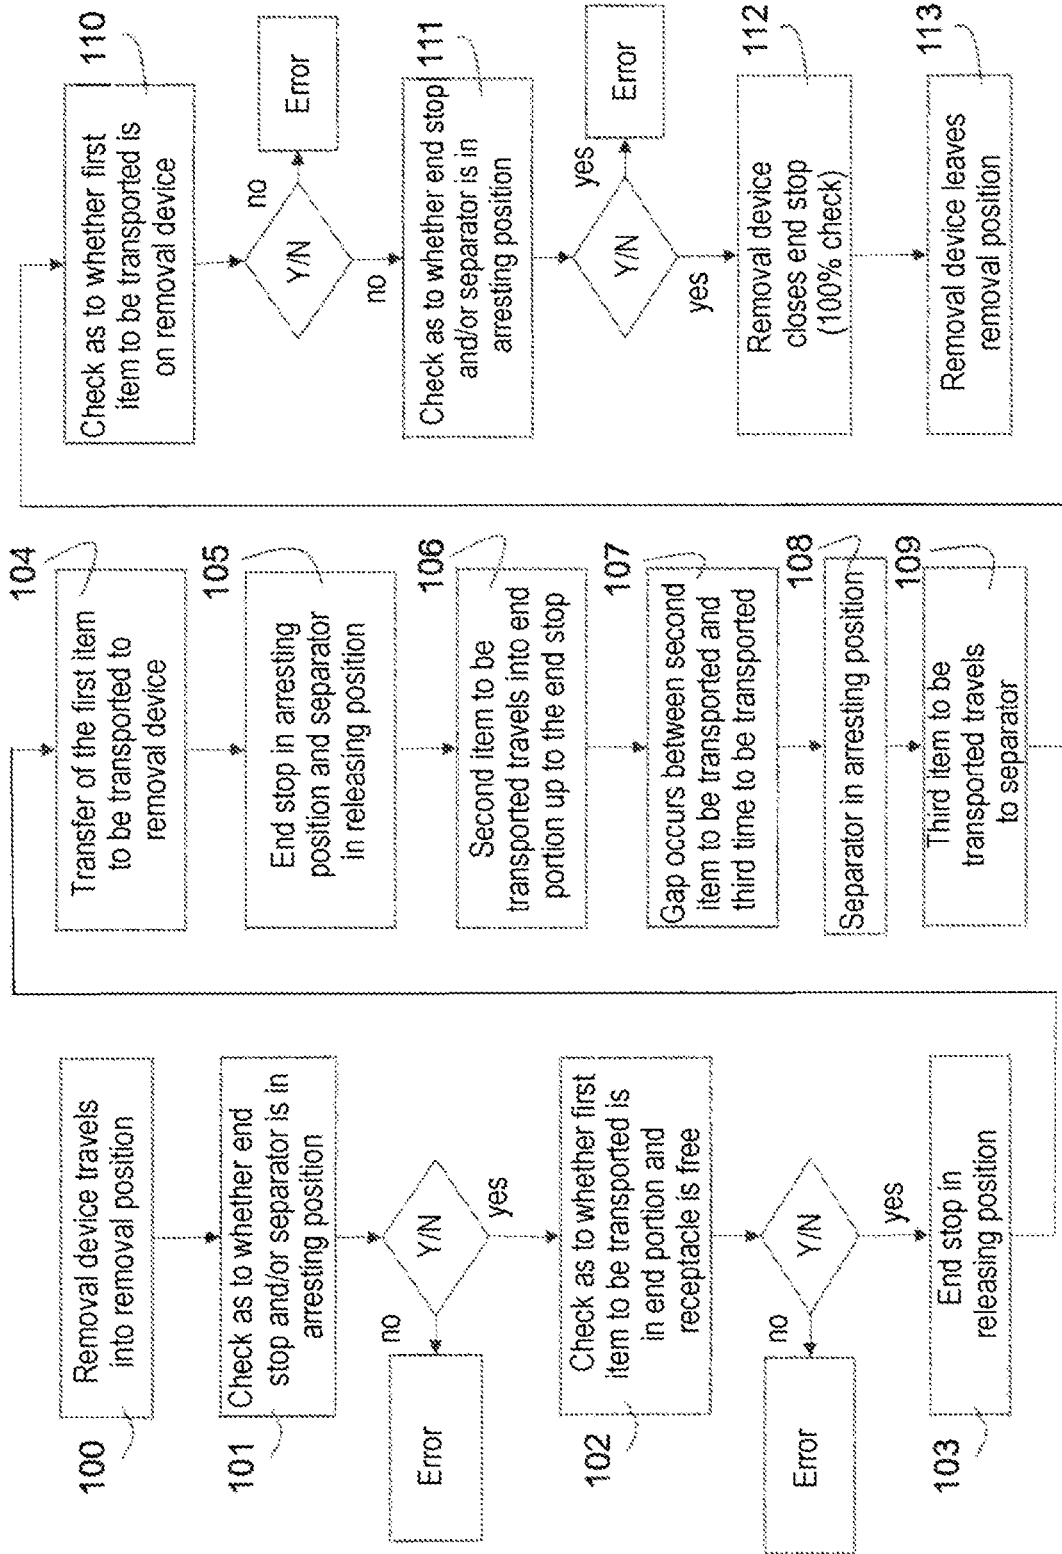 100
Removal device travels
into removal position
101
Check as to whether end
stop and/or separator is in
arresting position
Y/N
no
yes
Error
102
Check as to whether first
item to be transported is
in end portion and
receptacle is free
Y/N
no
yes
Error
103
End stop in
releasing position
104
Transfer of the first item
to be transported to
removal device
105
End stop in arresting
position and separator
in releasing position
106
Second item to be
transported travels into end
portion up to the end stop
107
Gap occurs between second
item to be transported and
third time to be transported
108
Separator in arresting position
109
Third item to be
transported travels
to separator
110
Check as to whether first
item to be transported is
on removal device
Y/N
no
no
Error
111
Check as to whether end stop
and/or separator is in
arresting position
Y/N
yes
yes
Error
112
Removal device
closes end stop
(100% check)
113
Removal device leaves
removal position